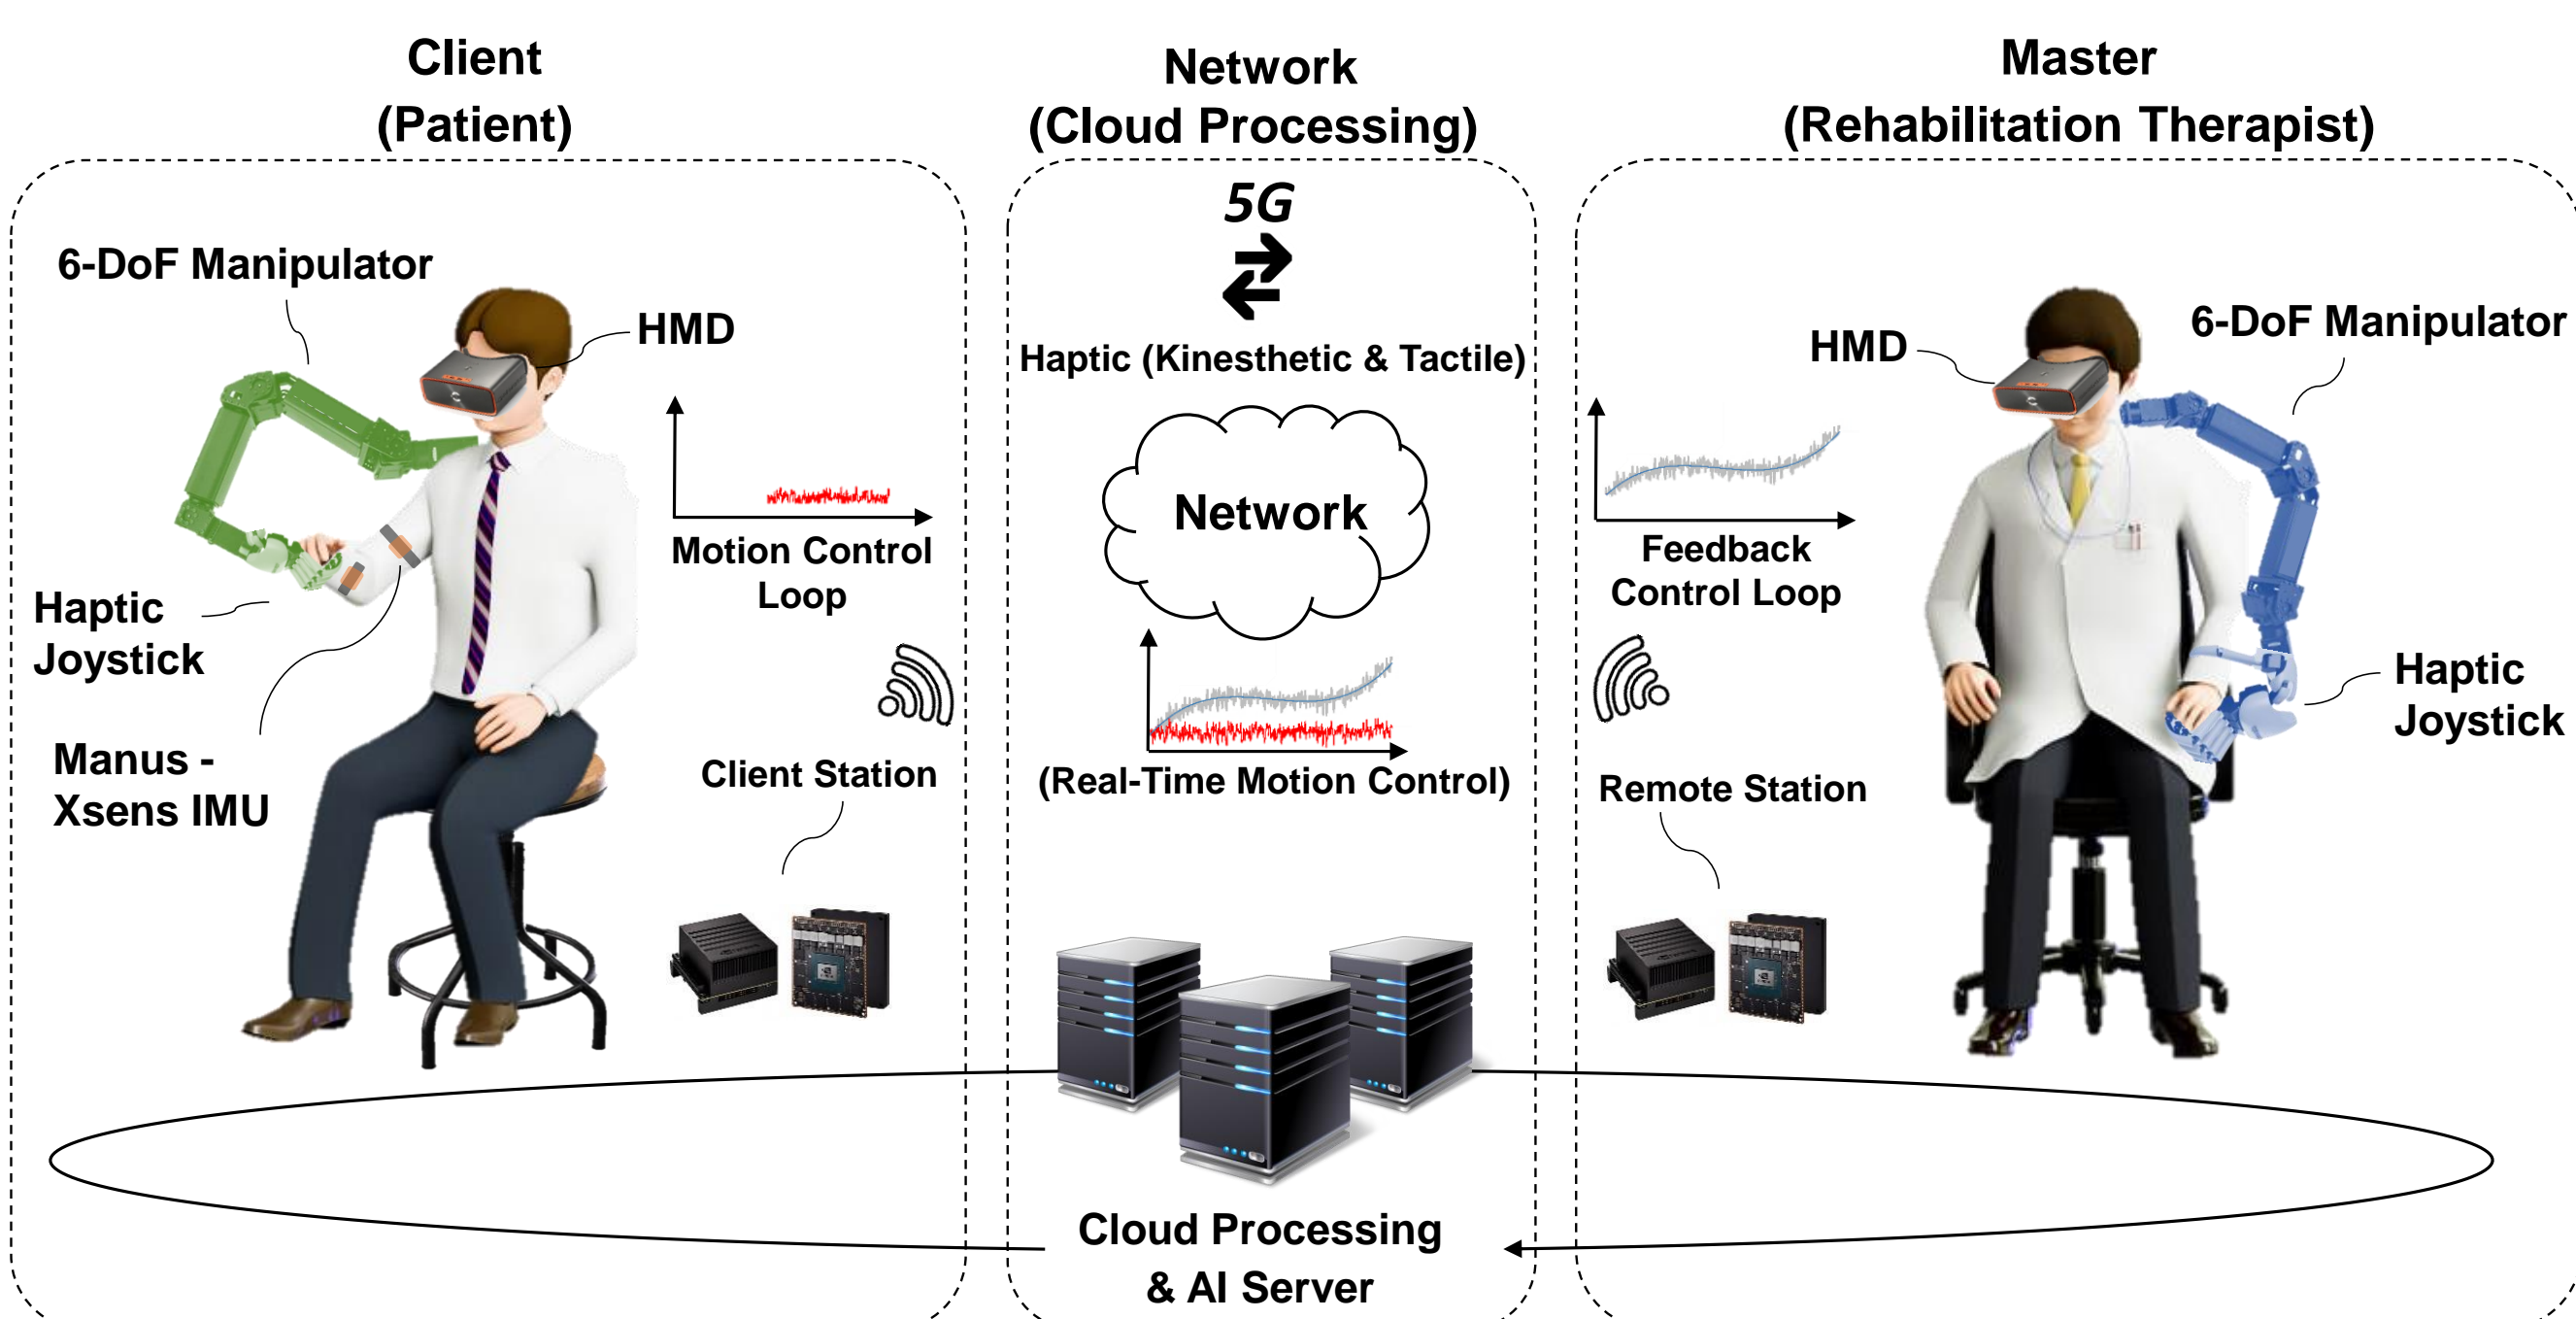 Client
(Patient)
6-DoF Manipulator
HMD
Motion Control
Loop
Haptic
Joystick
Manus -
Xsens IMU
Client Station
Network
(Cloud Processing)
5G
Haptic (Kinesthetic & Tactile)
Network
(Real-Time Motion Control)
Cloud Processing
& AI Server
Master
(Rehabilitation Therapist)
HMD
6-DoF Manipulator
Feedback
Control Loop
Haptic
Joystick
Remote Station